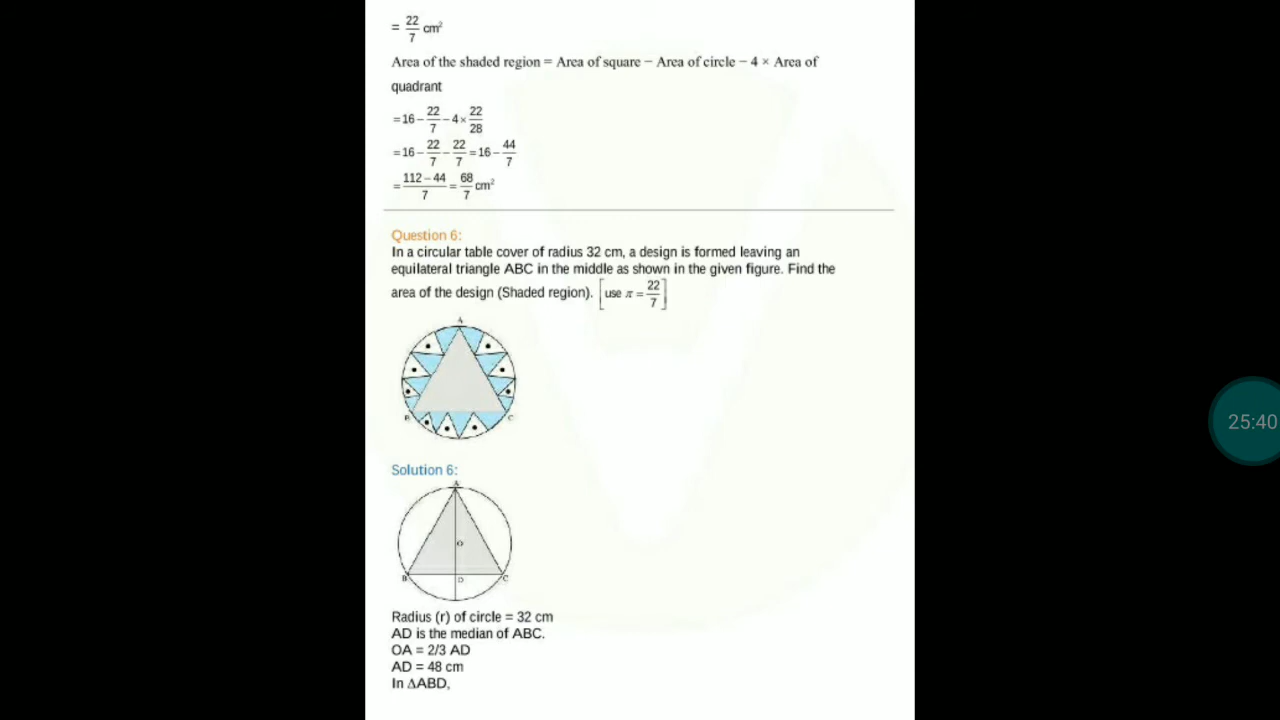 = 22/7 cm²
Area of the shaded region = Area of square − Area of circle − 4 × Area of
quadrant
=16−22/7−4×22/28
=16−22/7−22/7=16−44/7
=112−44/7=68/7 cm²
Question 6:
In a circular table cover of radius 32 cm, a design is formed leaving an
equilateral triangle ABC in the middle as shown in the given figure. Find the
area of the design (Shaded region). [use π=22/7]
A
B C
25:40
Solution 6:
A
O
B D C
Radius (r) of circle = 32 cm
AD is the median of ABC.
OA = 2/3 AD
AD = 48 cm
In ΔABD,